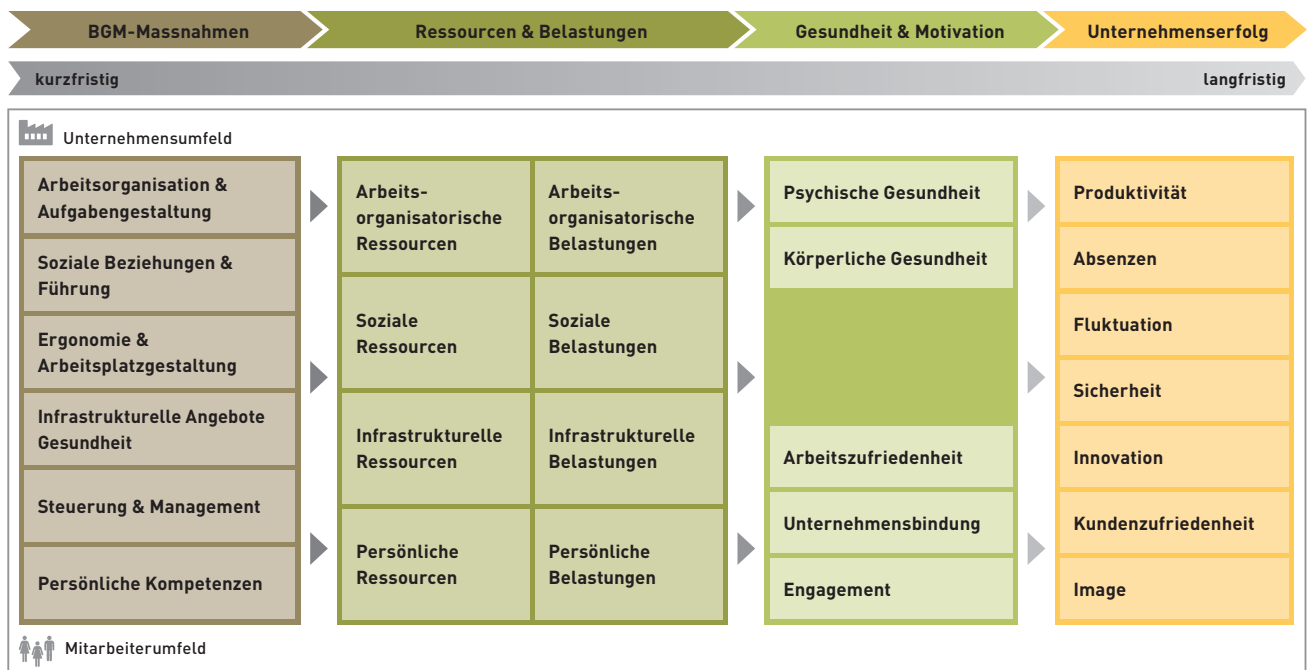 BGM-Massnahmen
Ressourcen & Belastungen
Gesundheit & Motivation
Unternehmenserfolg
kurzfristig
langfristig
Unternehmensumfeld
Arbeitsorganisation &
Aufgabengestaltung
Soziale Beziehungen &
Führung
Ergonomie &
Arbeitsplatzgestaltung
Infrastrukturelle Angebote
Gesundheit
Steuerung & Management
Persönliche Kompetenzen
Arbeits-
organisatorische
Ressourcen
Soziale
Ressourcen
Infrastrukturelle
Ressourcen
Persönliche
Ressourcen
Arbeits-
organisatorische
Belastungen
Soziale
Belastungen
Infrastrukturelle
Belastungen
Persönliche
Belastungen
Psychische Gesundheit
Körperliche Gesundheit
Arbeitszufriedenheit
Unternehmensbindung
Engagement
Produktivität
Absenzen
Fluktuation
Sicherheit
Innovation
Kundenzufriedenheit
Image
Mitarbeiterumfeld